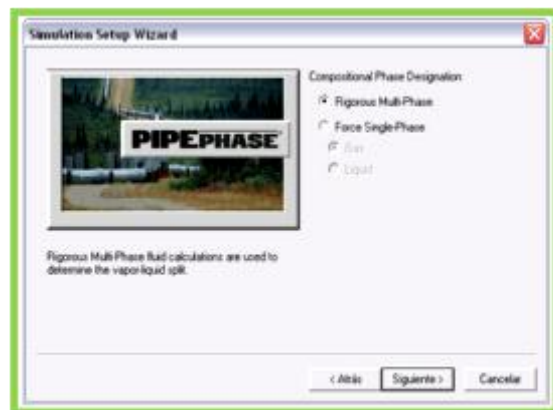 Simulation Setup Wizard
Compositional Phase Designation
Rigorous Multi-Phase
Force Single-Phase
Gas
Liquid
PIPEPHASE
Rigorous Multi-Phase fluid calculations are used to
determine the vapor-liquid split.
< Atrás
Siguiente >
Cancelar